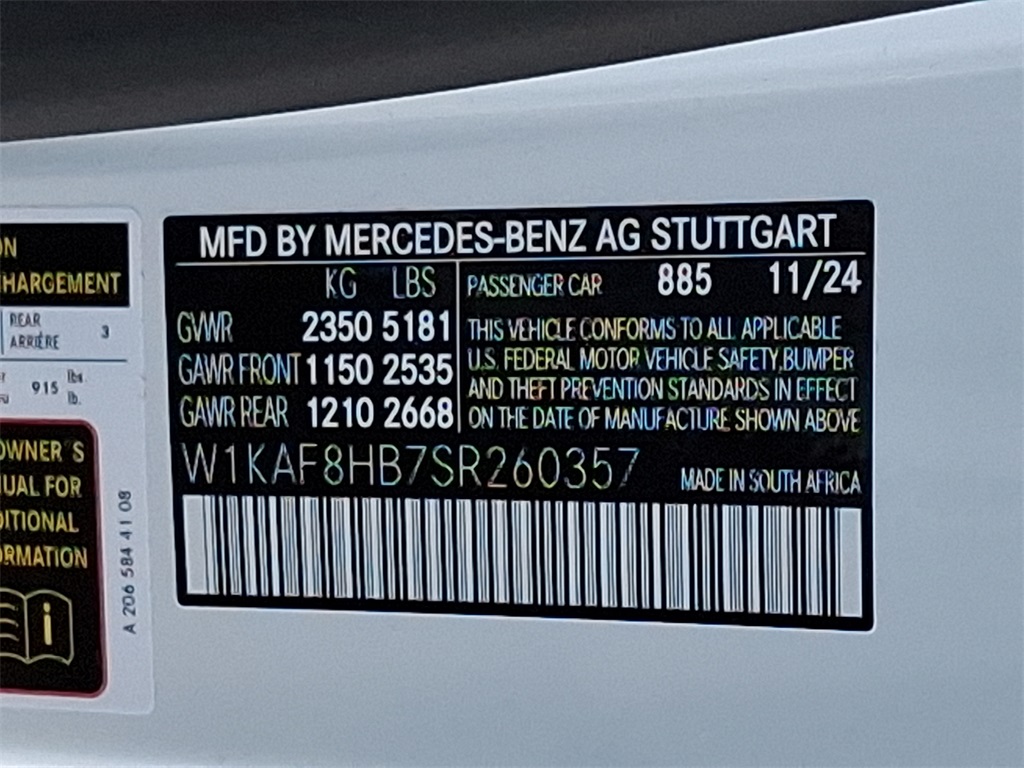 ON
HARGEMENT
REAR
ARRIÈRE
3
915 lbs.
lb.
OWNER'S
UAL FOR
DITIONAL
ORMATION
i
A 206 584 41 08
MFD BY MERCEDES-BENZ AG STUTTGART
KG LBS
GVWR 2350 5181
GAWR FRONT 1150 2535
GAWR REAR 1210 2668
PASSENGER CAR 885 11/24
THIS VEHICLE CONFORMS TO ALL APPLICABLE
U.S. FEDERAL MOTOR VEHICLE SAFETY,BUMPER
AND THEFT PREVENTION STANDARDS IN EFFECT
ON THE DATE OF MANUFACTURE SHOWN ABOVE
W1KAF8HB7SR260357
MADE IN SOUTH AFRICA